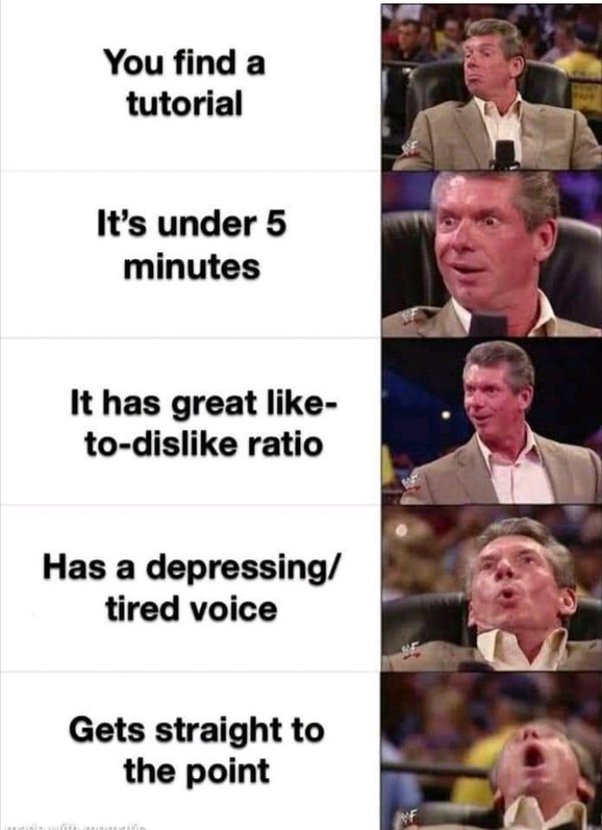 You find a
tutorial
It's under 5
minutes
It has great like-
to-dislike ratio
Has a depressing/
tired voice
Gets straight to
the point